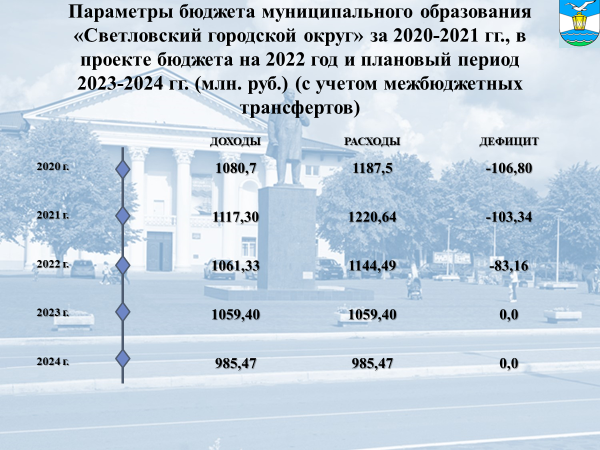 Параметры бюджета муниципального образования
«Светловский городской округ» за 2020-2021 гг., в
проекте бюджета на 2022 год и плановый период
2023-2024 гг. (млн. руб.) (с учетом межбюджетных
трансфертов)
ДОХОДЫ РАСХОДЫ ДЕФИЦИТ
2020 г. 1080,7 1187,5 -106,80
2021 г. 1117,30 1220,64 -103,34
2022 г. 1061,33 1144,49 -83,16
2023 г. 1059,40 1059,40 0,0
2024 г. 985,47 985,47 0,0